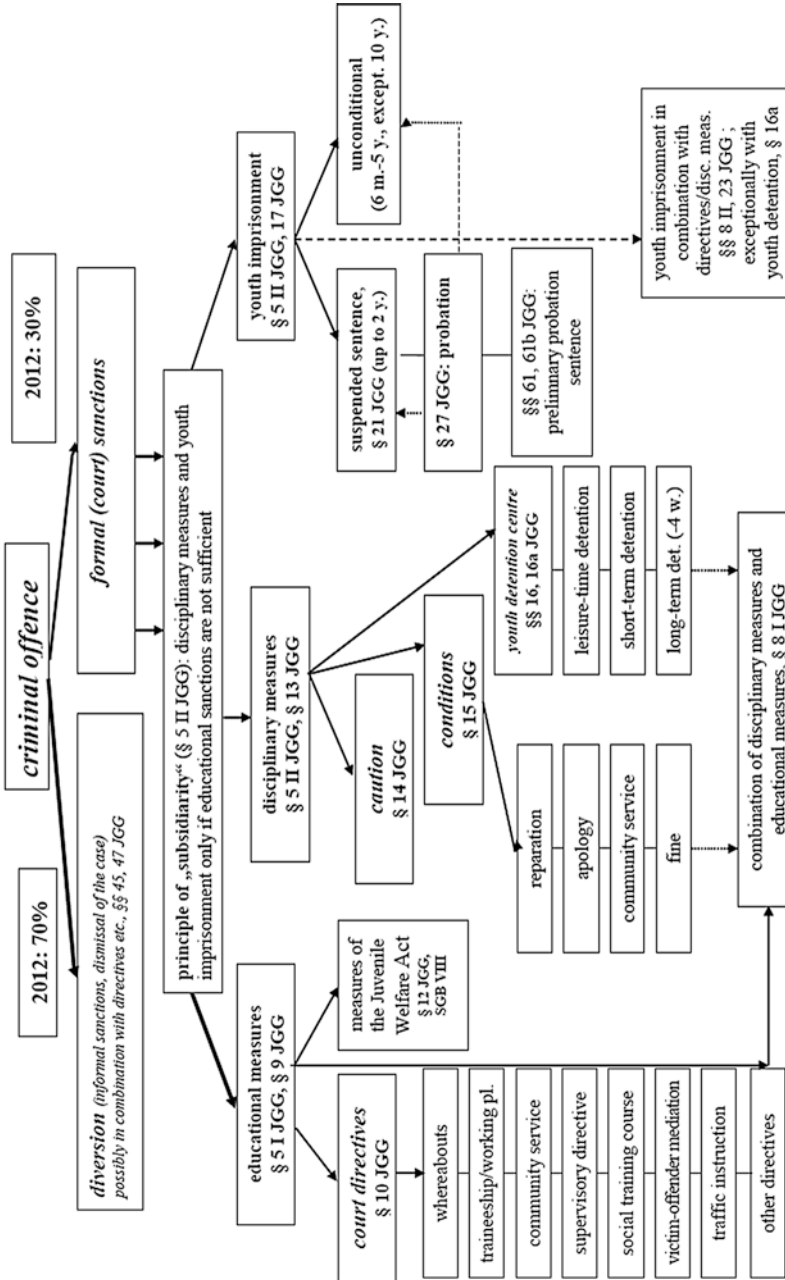 criminal offence
2012: 70%
2012: 30%
diversion (informal sanctions, dismissal of the case)
possibly in combination with directives etc., §§ 45, 47 JGG
formal (court) sanctions
principle of „subsidiarity“ (§ 5 II JGG): disciplinary measures and youth
imprisonment only if educational sanctions are not sufficient
educational measures
§ 5 I JGG, § 9 JGG
disciplinary measures
§ 5 II JGG, § 13 JGG
youth imprisonment
§ 5 II JGG, 17 JGG
court directives
§ 10 JGG
measures of
the Juvenile
Welfare Act
§ 12 JGG,
SGB VIII
whereabouts
traineeship/working pl.
community service
supervisory directive
social training course
victim-offender mediation
traffic instruction
other directives
caution
§ 14 JGG
conditions
§ 15 JGG
reparation
apology
community service
fine
youth detention centre
§§ 16, 16a JGG
leisure-time detention
short-term detention
long-term det. (-4 w.)
combination of disciplinary measures and
educational measures, § 8 I JGG
suspended sentence,
§ 21 JGG (up to 2 y.)
§ 27 JGG: probation
§§ 61, 61b JGG:
prelimnary probation
sentence
unconditional
(6 m.-5 y., except. 10 y.)
youth imprisonment in
combination with
directives/disc. meas.
§§ 8 II, 23 JGG ;
exceptionally with
youth detention, § 16a